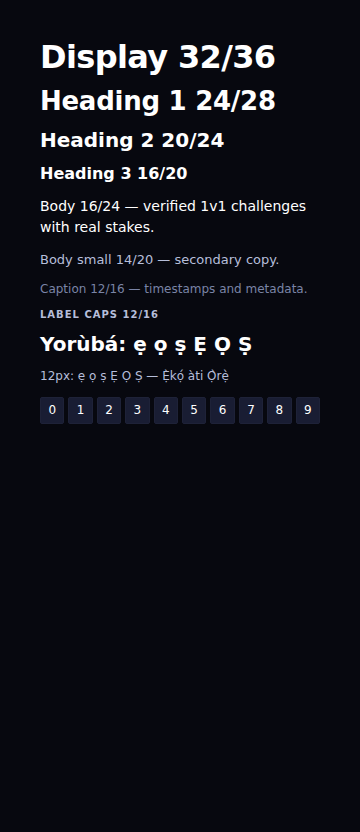 Display 32/36
Heading 1 24/28
Heading 2 20/24
Heading 3 16/20
Body 16/24 — verified 1v1 challenges
with real stakes.
Body small 14/20 — secondary copy.
Caption 12/16 — timestamps and metadata.
LABEL CAPS 12/16
Yorùbá: ẹ ọ ṣ Ẹ Ọ Ṣ
12px: ẹ ọ ṣ Ẹ Ọ Ṣ — Ẹ̀kọ́ àti Ọ̀rẹ̀
0 1 2 3 4 5 6 7 8 9